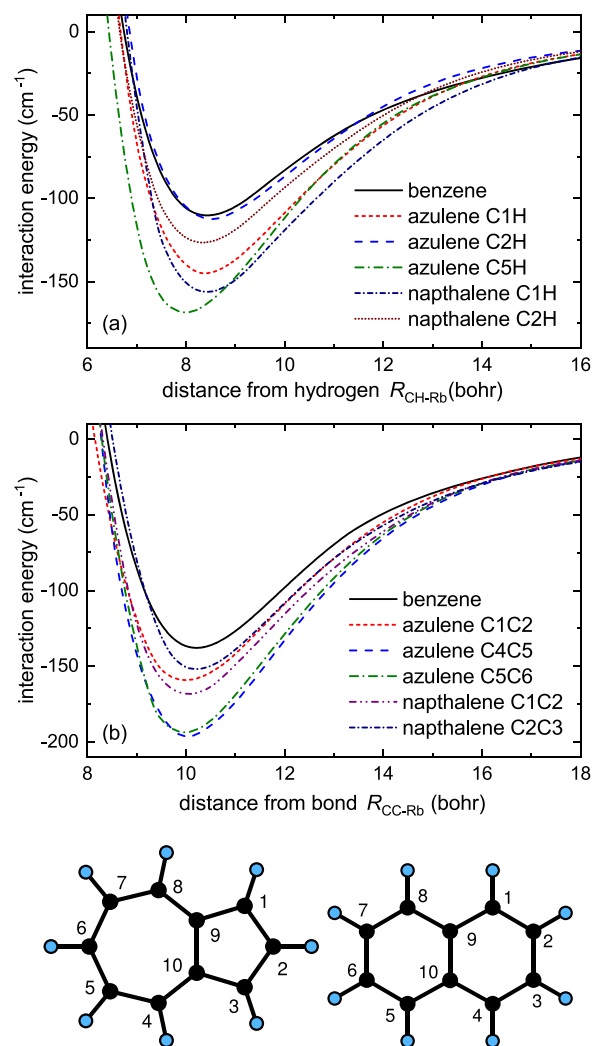 0
-50
-100
-150
interaction energy (cm-1)
benzene
azulene C1H
azulene C2H
azulene C5H
napthalene C1H
napthalene C2H
(a)
6 8 10 12 14 16
distance from hydrogen RCH-Rb(bohr)
0
-50
-100
-150
-200
interaction energy (cm-1)
benzene
azulene C1C2
azulene C4C5
azulene C5C6
napthalene C1C2
napthalene C2C3
(b)
8 10 12 14 16 18
distance from bond RCC-Rb (bohr)
7 8 1
6 9 2
5 10 3
4
8 1
7 9 2
6 10 3
5 4